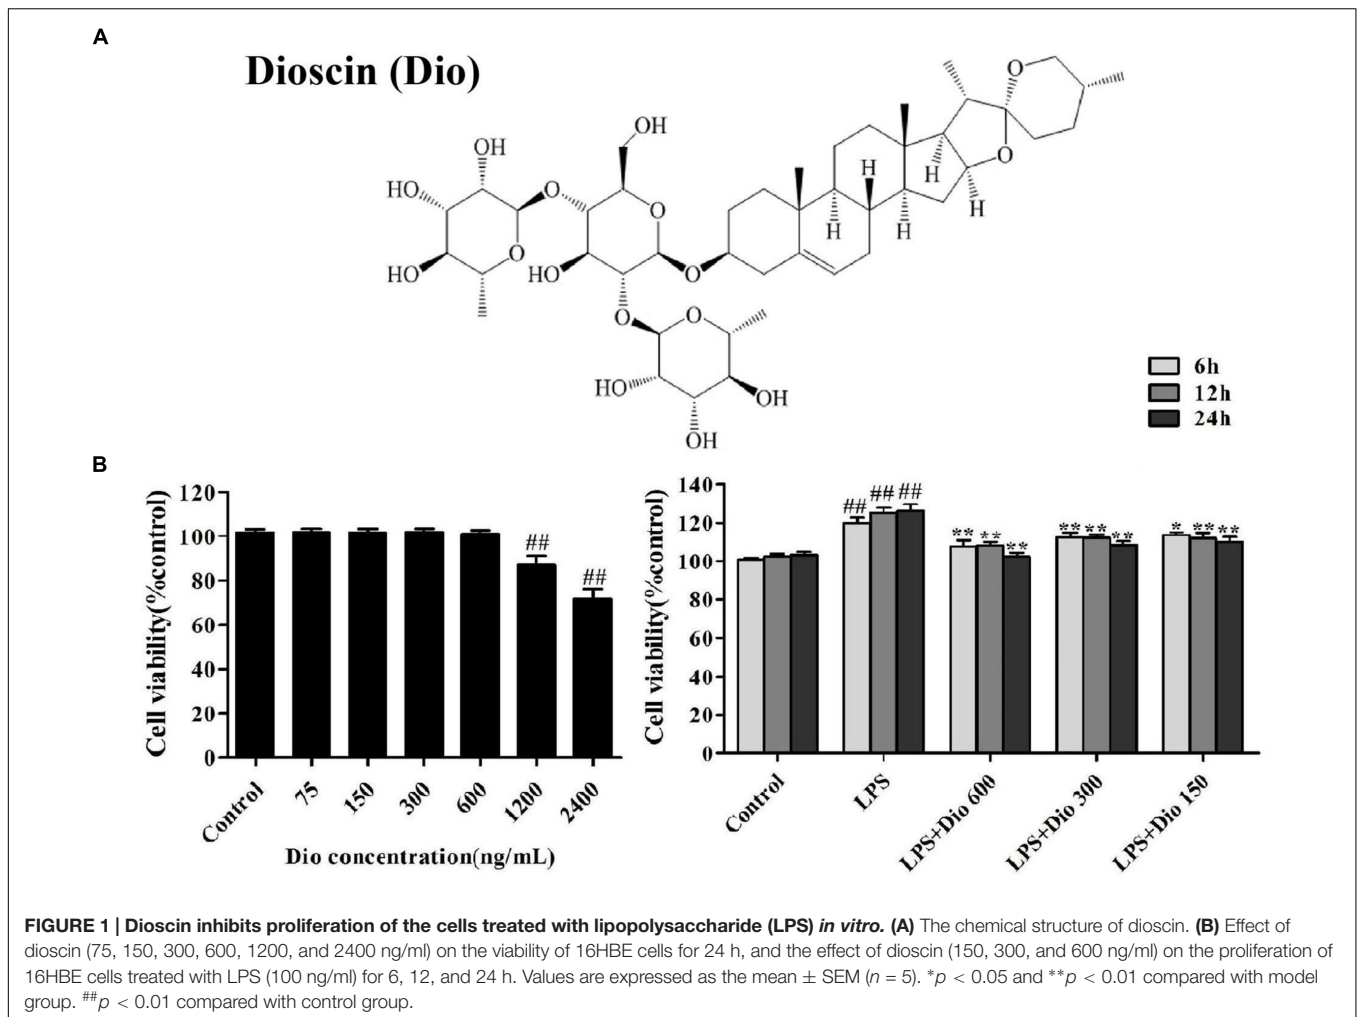 A
Dioscin (Dio)
OH
OH
HO
O
O
O
HO
HO
O
O
H
H
H
H
H
O
O
O
O
HO
OH
OH
6h
12h
24h
B
Cell viability(%control)
120
100
80
60
40
20
0
##
##
Control
75
150
300
600
1200
2400
Dio concentration(ng/mL)
Cell viability(%control)
140
120
100
80
60
40
20
0
## ## ##
** ** **
** ** **
* ** **
Control
LPS
LPS+Dio 600
LPS+Dio 300
LPS+Dio 150
FIGURE 1 | Dioscin inhibits proliferation of the cells treated with lipopolysaccharide (LPS) in vitro. (A) The chemical structure of dioscin. (B) Effect of
dioscin (75, 150, 300, 600, 1200, and 2400 ng/ml) on the viability of 16HBE cells for 24 h, and the effect of dioscin (150, 300, and 600 ng/ml) on the proliferation of
16HBE cells treated with LPS (100 ng/ml) for 6, 12, and 24 h. Values are expressed as the mean ± SEM (n = 5). *p < 0.05 and **p < 0.01 compared with model
group. ##p < 0.01 compared with control group.